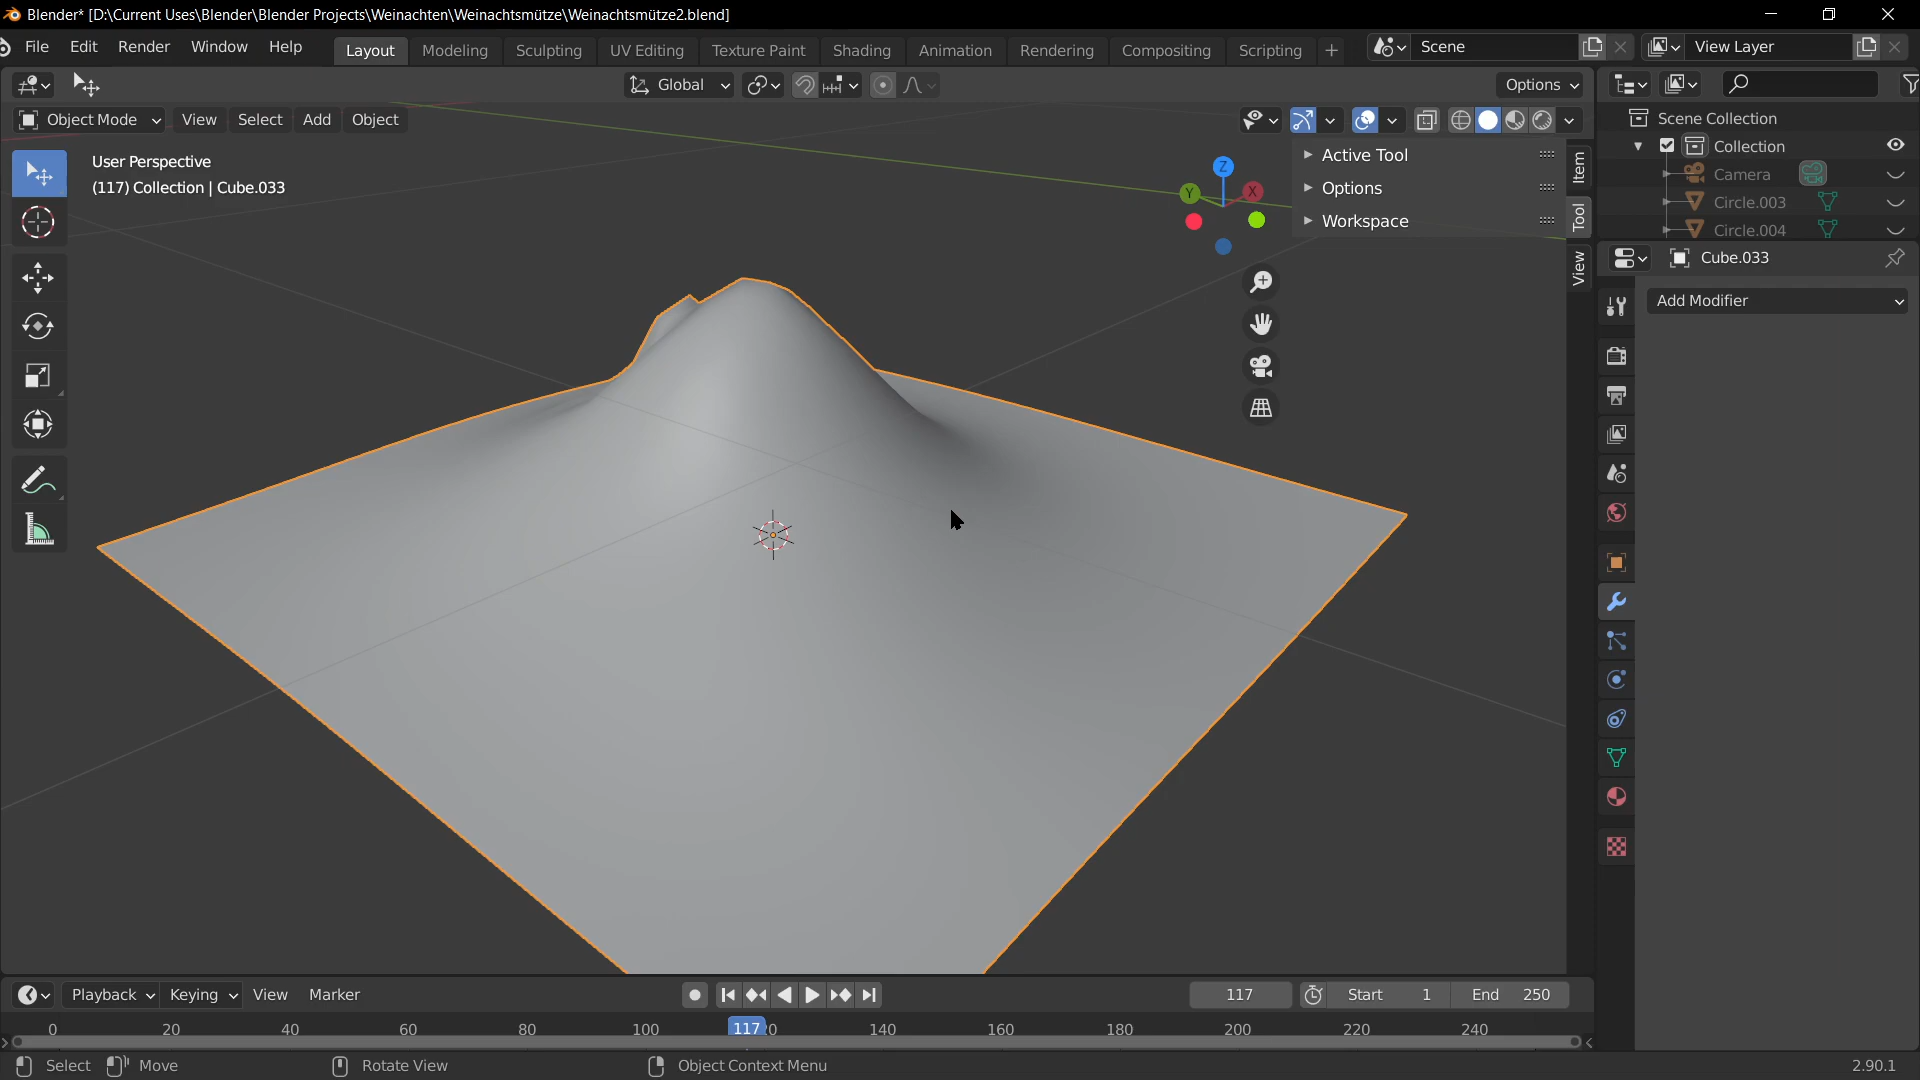 Blender* [D:\Current Uses\Blender\Blender Projects\Weinachten\Weinachtsmütze\Weinachtsmütze2.blend]
File Edit Render Window Help Layout Modeling Sculpting UV Editing Texture Paint Shading Animation Rendering Compositing Scripting + Scene View Layer
Global Options
Object Mode View Select Add Object
Scene Collection
Collection
Camera
Circle.003
Circle.004
User Perspective
(117) Collection | Cube.033
Z
Y
X
Active Tool
Options
Workspace
Item
Tool
View
Cube.033
Add Modifier
Playback Keying View Marker 117 Start 1 End 250
0 20 40 60 80 100 117 20 140 160 180 200 220 240
Select Move Rotate View Object Context Menu 2.90.1